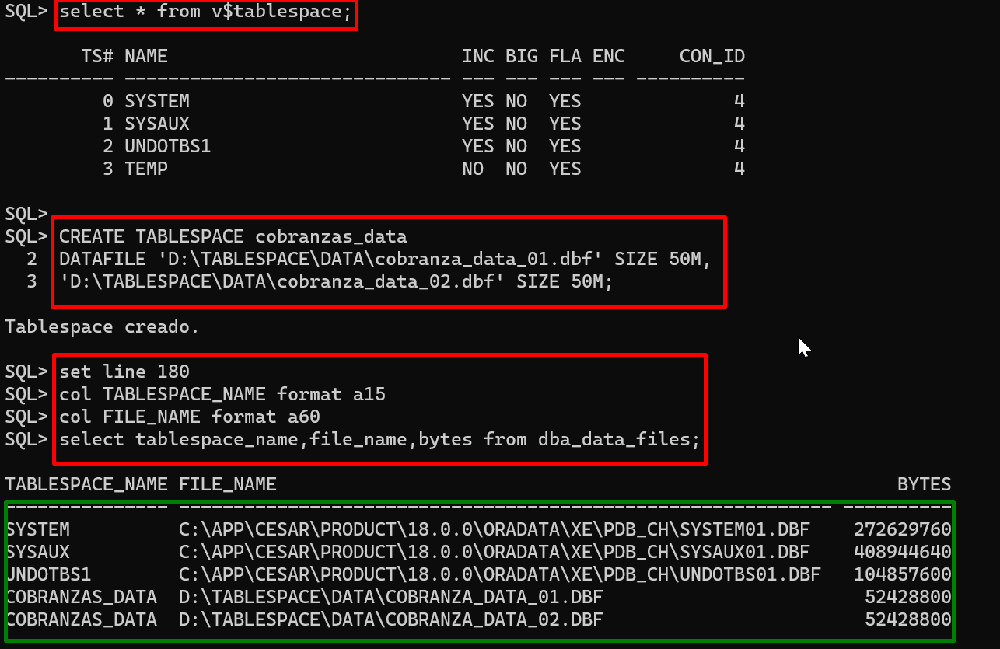 SQL> select * from v$tablespace;
       TS# NAME                           INC BIG FLA ENC     CON_ID
---------- ------------------------------ --- --- --- --- ----------
         0 SYSTEM                         YES NO  YES              4
         1 SYSAUX                         YES NO  YES              4
         2 UNDOTBS1                       YES NO  YES              4
         3 TEMP                           NO  NO  YES              4
SQL>
SQL> CREATE TABLESPACE cobranzas_data
  2  DATAFILE 'D:\TABLESPACE\DATA\cobranza_data_01.dbf' SIZE 50M,
  3  'D:\TABLESPACE\DATA\cobranza_data_02.dbf' SIZE 50M;
Tablespace creado.
SQL> set line 180
SQL> col TABLESPACE_NAME format a15
SQL> col FILE_NAME format a60
SQL> select tablespace_name,file_name,bytes from dba_data_files;
TABLESPACE_NAME FILE_NAME                                                         BYTES
--------------- ------------------------------------------------------------ ----------
SYSTEM          C:\APP\CESAR\PRODUCT\18.0.0\ORADATA\XE\PDB_CH\SYSTEM01.DBF    272629760
SYSAUX          C:\APP\CESAR\PRODUCT\18.0.0\ORADATA\XE\PDB_CH\SYSAUX01.DBF    408944640
UNDOTBS1        C:\APP\CESAR\PRODUCT\18.0.0\ORADATA\XE\PDB_CH\UNDOTBS01.DBF   104857600
COBRANZAS_DATA  D:\TABLESPACE\DATA\COBRANZA_DATA_01.DBF                        52428800
COBRANZAS_DATA  D:\TABLESPACE\DATA\COBRANZA_DATA_02.DBF                        52428800